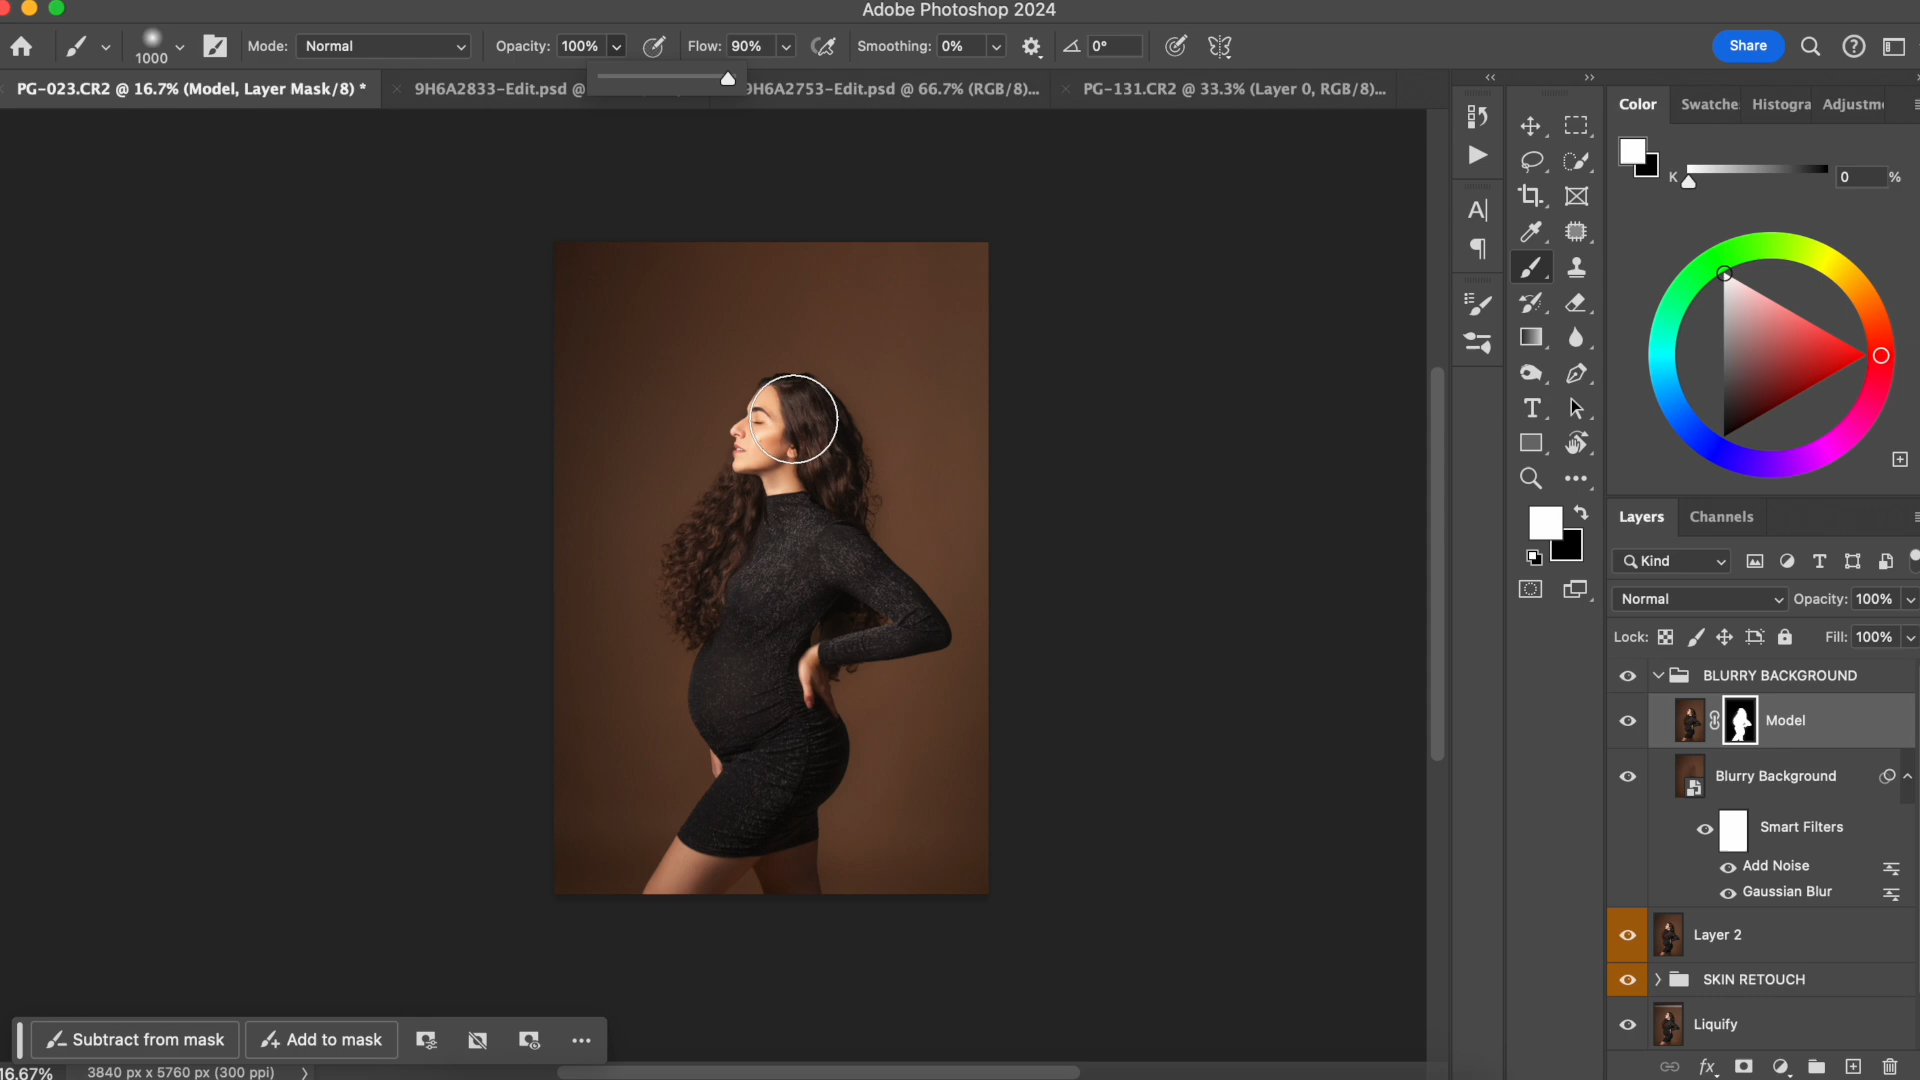 Adobe Photoshop 2024
1000
Mode: Normal
Opacity: 100%
Flow: 90%
Smoothing: 0%
0°
Share
PG-023.CR2 @ 16.7% (Model, Layer Mask/8) *
9H6A2833-Edit.psd @
9H6A2753-Edit.psd @ 66.7% (RGB/8)...
PG-131.CR2 @ 33.3% (Layer 0, RGB/8)...
Color
Swatche
Histogra
Adjustm
K
0
%
Layers
Channels
Kind
Normal
Opacity: 100%
Lock:
Fill: 100%
BLURRY BACKGROUND
Model
Blurry Background
Smart Filters
Add Noise
Gaussian Blur
Layer 2
SKIN RETOUCH
Liquify
fx
Subtract from mask
Add to mask
16.67%
3840 px x 5760 px (300 ppi)